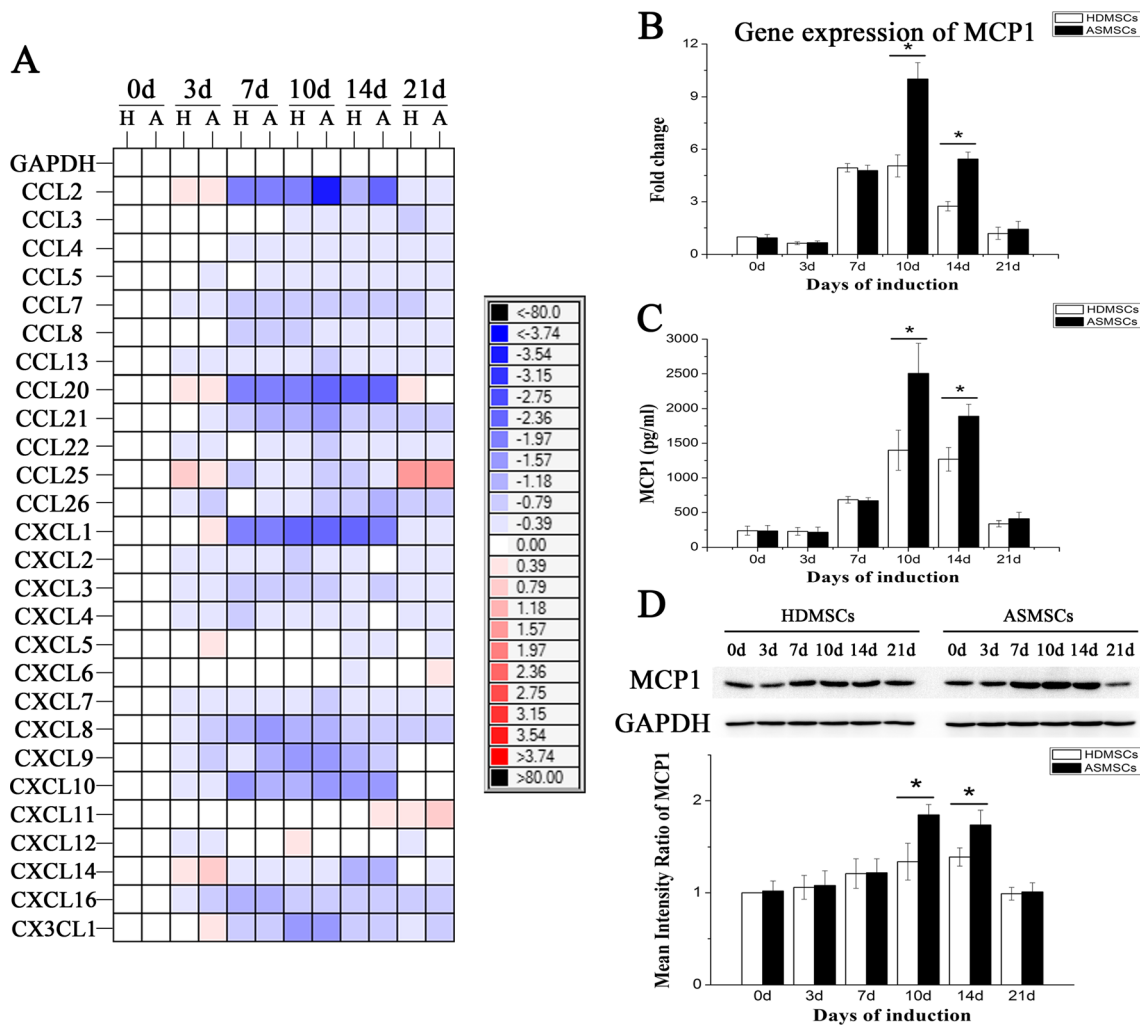 A
0d 3d 7d 10d 14d 21d
H A H A H A H A H A H A
GAPDH
CCL2
CCL3
CCL4
CCL5
CCL7
CCL8
CCL13
CCL20
CCL21
CCL22
CCL25
CCL26
CXCL1
CXCL2
CXCL3
CXCL4
CXCL5
CXCL6
CXCL7
CXCL8
CXCL9
CXCL10
CXCL11
CXCL12
CXCL14
CXCL16
CX3CL1
<-80.0
<-3.74
-3.54
-3.15
-2.75
-2.36
-1.97
-1.57
-1.18
-0.79
-0.39
0.00
0.39
0.79
1.18
1.57
1.97
2.36
2.75
3.15
3.54
>3.74
>80.00
B
Gene expression of MCP1
HDMSCs
ASMSCs
Fold change
12
9
6
3
0
* *
0d 3d 7d 10d 14d 21d
Days of induction
C
HDMSCs
ASMSCs
MCP1 (pg/ml)
3000
2500
2000
1500
1000
500
0
* *
0d 3d 7d 10d 14d 21d
Days of induction
D
HDMSCs ASMSCs
0d 3d 7d 10d 14d 21d 0d 3d 7d 10d 14d 21d
MCP1
GAPDH
HDMSCs
ASMSCs
Mean Intensity Ratio of MCP1
2
1
0
* *
0d 3d 7d 10d 14d 21d
Days of induction